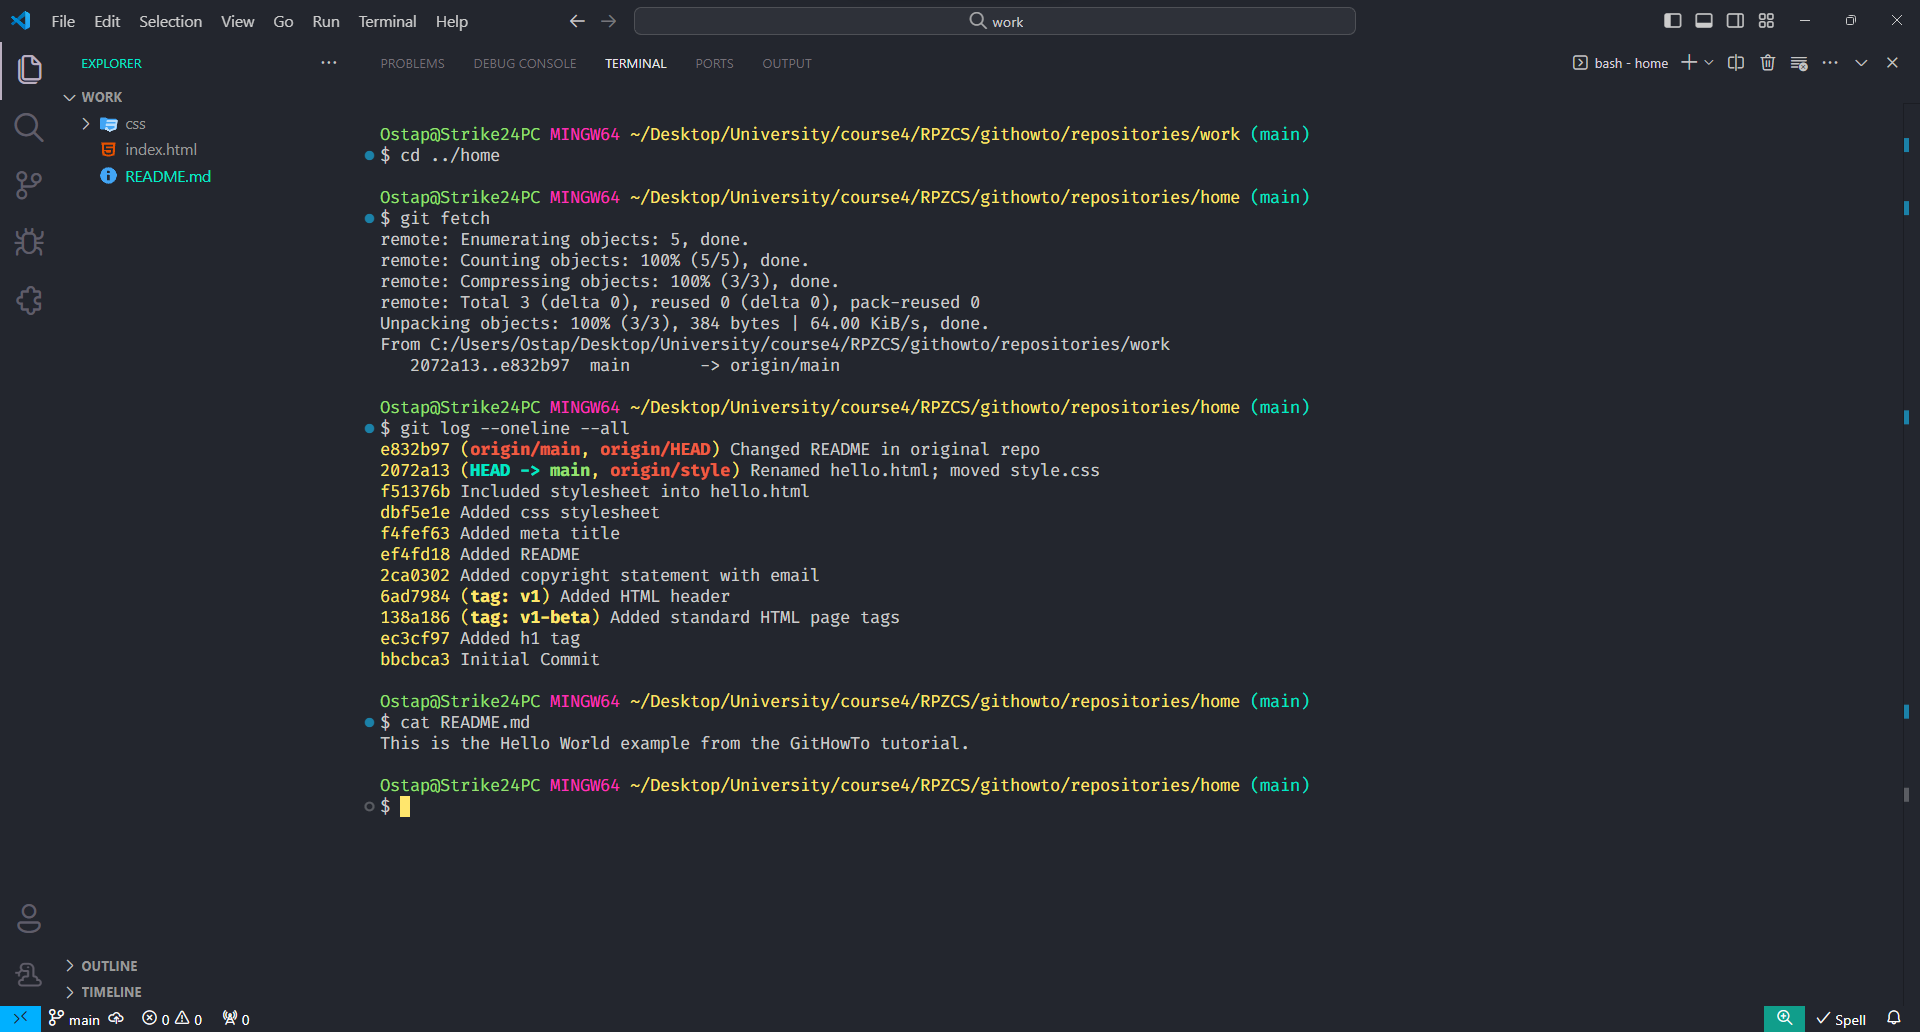 File Edit Selection View Go Run Terminal Help
work
EXPLORER
PROBLEMS DEBUG CONSOLE TERMINAL PORTS OUTPUT
bash - home
WORK
css
index.html
README.md
Ostap@Strike24PC MINGW64 ~/Desktop/University/course4/RPZCS/githowto/repositories/work (main)
$ cd ../home
Ostap@Strike24PC MINGW64 ~/Desktop/University/course4/RPZCS/githowto/repositories/home (main)
$ git fetch
remote: Enumerating objects: 5, done.
remote: Counting objects: 100% (5/5), done.
remote: Compressing objects: 100% (3/3), done.
remote: Total 3 (delta 0), reused 0 (delta 0), pack-reused 0
Unpacking objects: 100% (3/3), 384 bytes | 64.00 KiB/s, done.
From C:/Users/Ostap/Desktop/University/course4/RPZCS/githowto/repositories/work
   2072a13..e832b97  main       -> origin/main
Ostap@Strike24PC MINGW64 ~/Desktop/University/course4/RPZCS/githowto/repositories/home (main)
$ git log --oneline --all
e832b97 (origin/main, origin/HEAD) Changed README in original repo
2072a13 (HEAD -> main, origin/style) Renamed hello.html; moved style.css
f51376b Included stylesheet into hello.html
dbf5e1e Added css stylesheet
f4fef63 Added meta title
ef4fd18 Added README
2ca0302 Added copyright statement with email
6ad7984 (tag: v1) Added HTML header
138a186 (tag: v1-beta) Added standard HTML page tags
ec3cf97 Added h1 tag
bbcbca3 Initial Commit
Ostap@Strike24PC MINGW64 ~/Desktop/University/course4/RPZCS/githowto/repositories/home (main)
$ cat README.md
This is the Hello World example from the GitHowTo tutorial.
Ostap@Strike24PC MINGW64 ~/Desktop/University/course4/RPZCS/githowto/repositories/home (main)
$
OUTLINE
TIMELINE
main 0 0 0
Spell